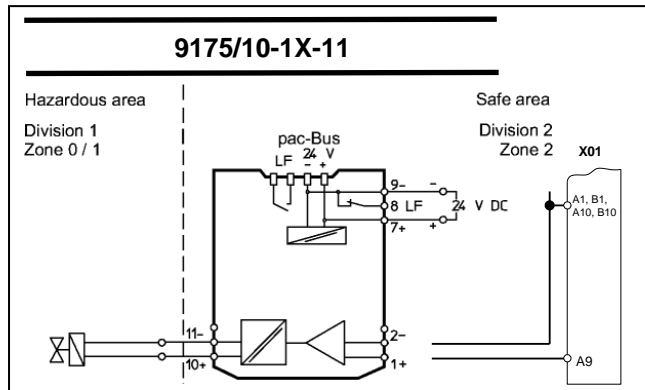 9175/10-1X-11
Hazardous area
Safe area
Division 1
Zone 0 / 1
Division 2
Zone 2
X01
pac-Bus
LF 24 V
- +
9- -
8 LF
24 V DC
7+ +
A1, B1,
A10, B10
11-
10+
2-
1+
A9